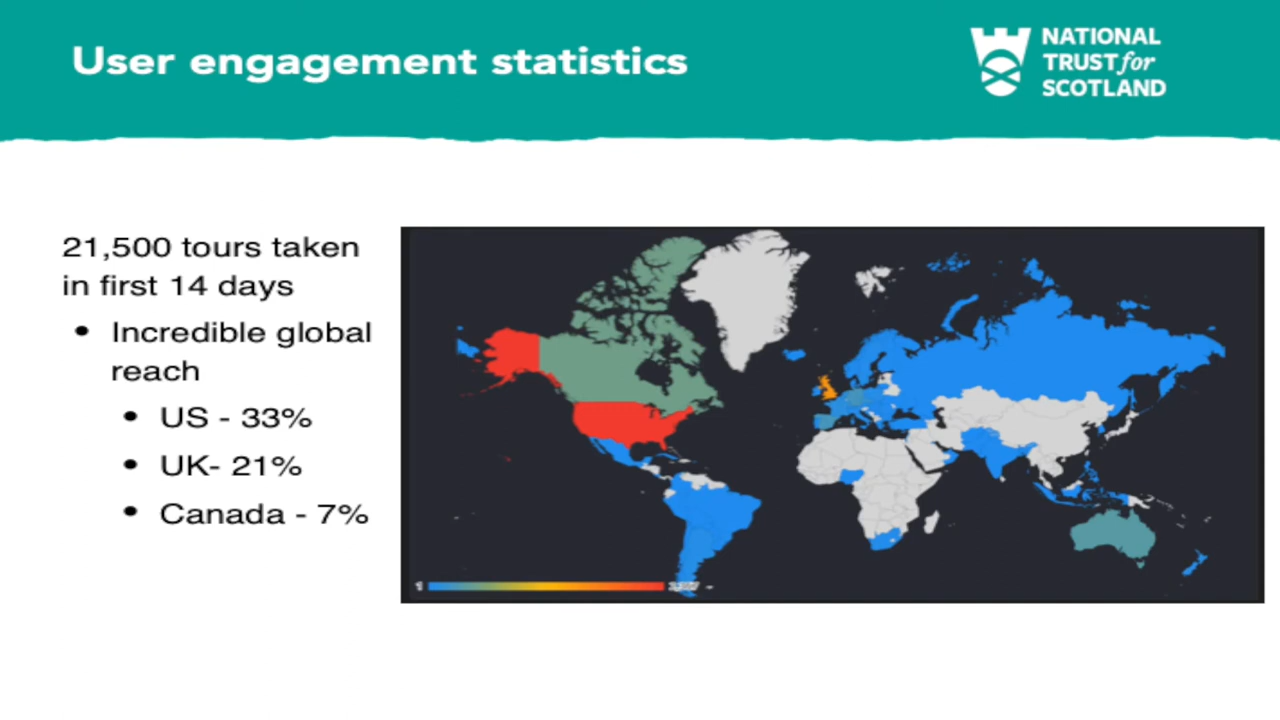 User engagement statistics
NATIONAL
TRUST for
SCOTLAND
21,500 tours taken
in first 14 days
• Incredible global
reach
• US - 33%
• UK- 21%
• Canada - 7%